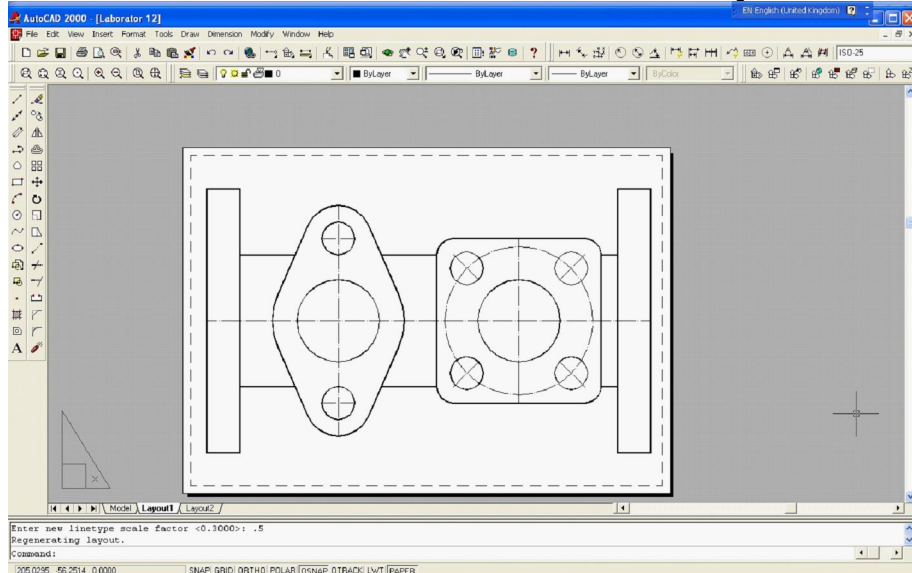 EN English (United Kingdom)
AutoCAD 2000 - [Laborator 12]
File Edit View Insert Format Tools Draw Dimension Modify Window Help
ISO-25
0 ByLayer ByLayer ByLayer ByColor
A
X
Model Layout1 Layout2
Enter new linetype scale factor <0.3000>: .5
Regenerating layout.
Command:
205.0295, -56.2514, 0.0000 SNAP GRID ORTHO POLAR OSNAP OTRACK LWT PAPER